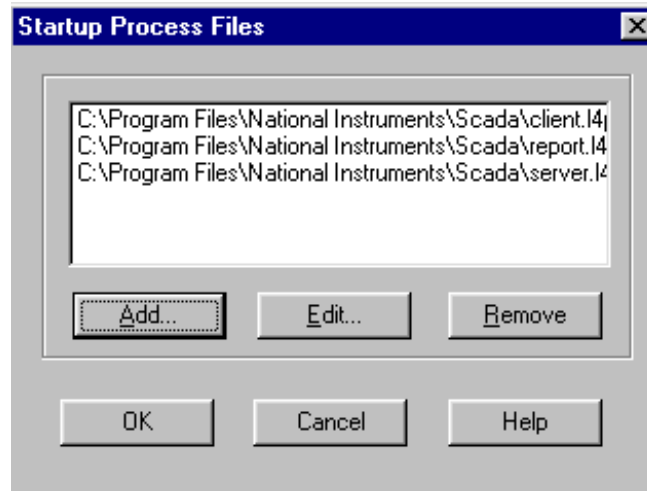 Startup Process Files
C:\Program Files\National Instruments\Scada\client.l4p
C:\Program Files\National Instruments\Scada\report.l4
C:\Program Files\National Instruments\Scada\server.l4
Add...
Edit...
Remove
OK
Cancel
Help